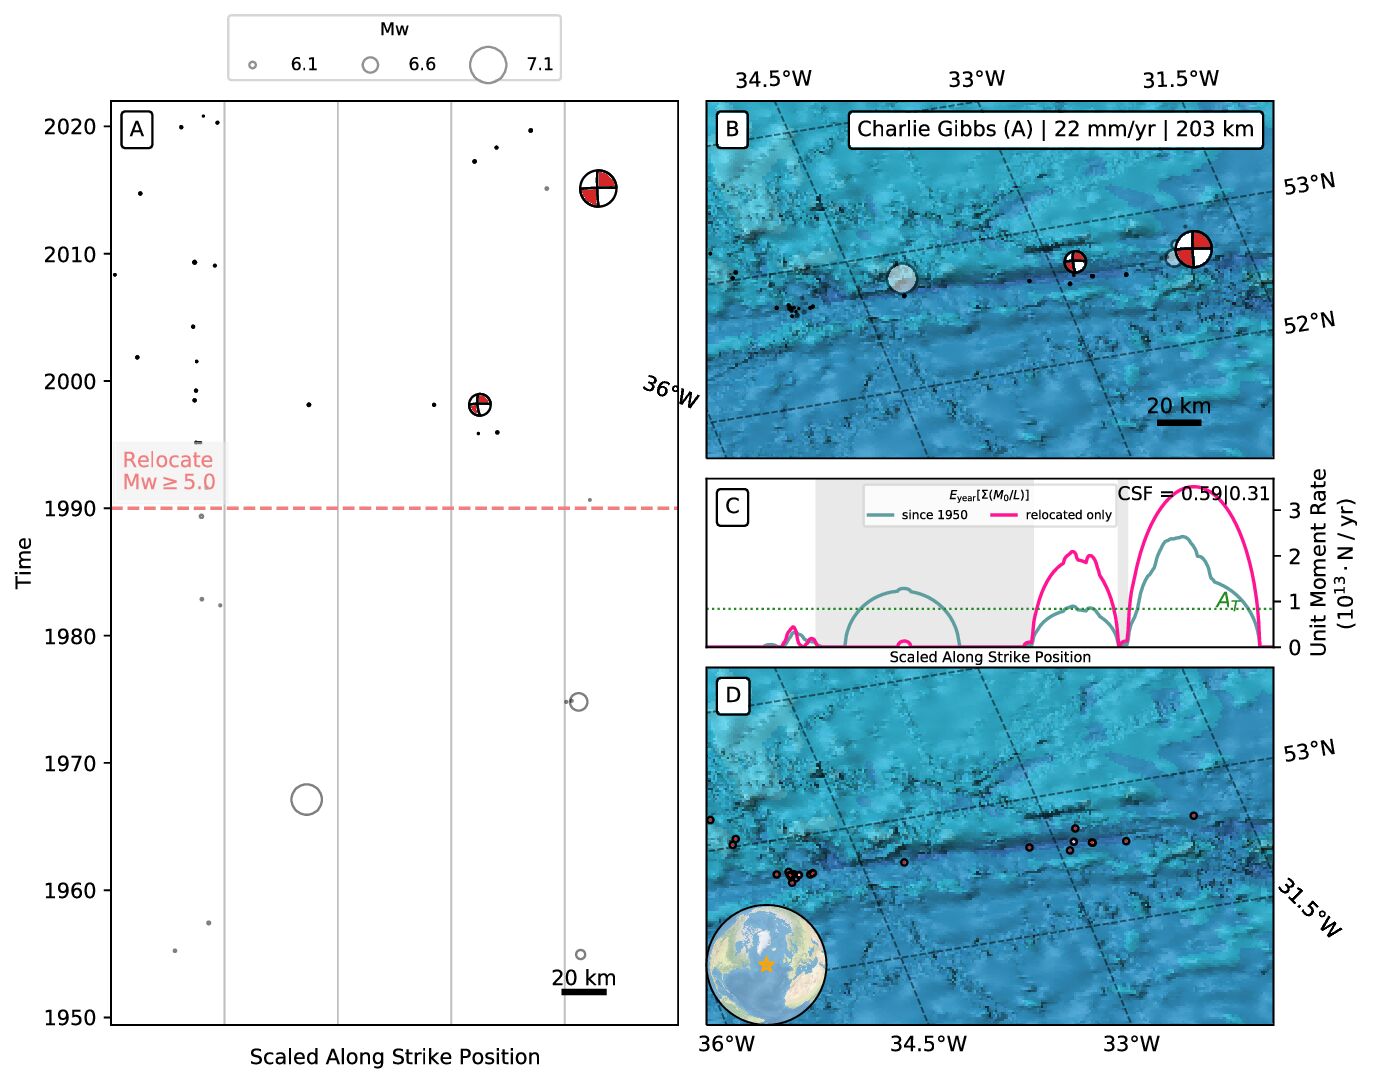 Mw
6.1 6.6 7.1
A
2020
2010
2000
1990
1980
1970
1960
1950
Time
Relocate
Mw ≥ 5.0
20 km
Scaled Along Strike Position
34.5°W 33°W 31.5°W
B
Charlie Gibbs (A) | 22 mm/yr | 203 km
53°N
52°N
36°W
20 km
C
E_year[Σ(M_0/L)]
since 1950 relocated only
CSF = 0.59|0.31
A_T
3
2
1
0
Unit Moment Rate
(10^13 · N / yr)
Scaled Along Strike Position
D
53°N
31.5°W
36°W 34.5°W 33°W